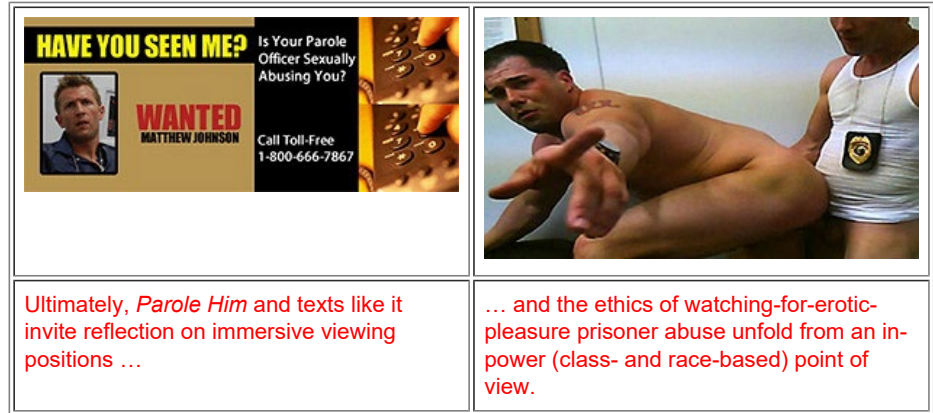 HAVE YOU SEEN ME?
WANTED
MATTHEW JOHNSON
Is Your Parole
Officer Sexually
Abusing You?
Call Toll-Free
1-800-666-7867
Ultimately, Parole Him and texts like it
invite reflection on immersive viewing
positions …
… and the ethics of watching-for-erotic-
pleasure prisoner abuse unfold from an in-
power (class- and race-based) point of
view.